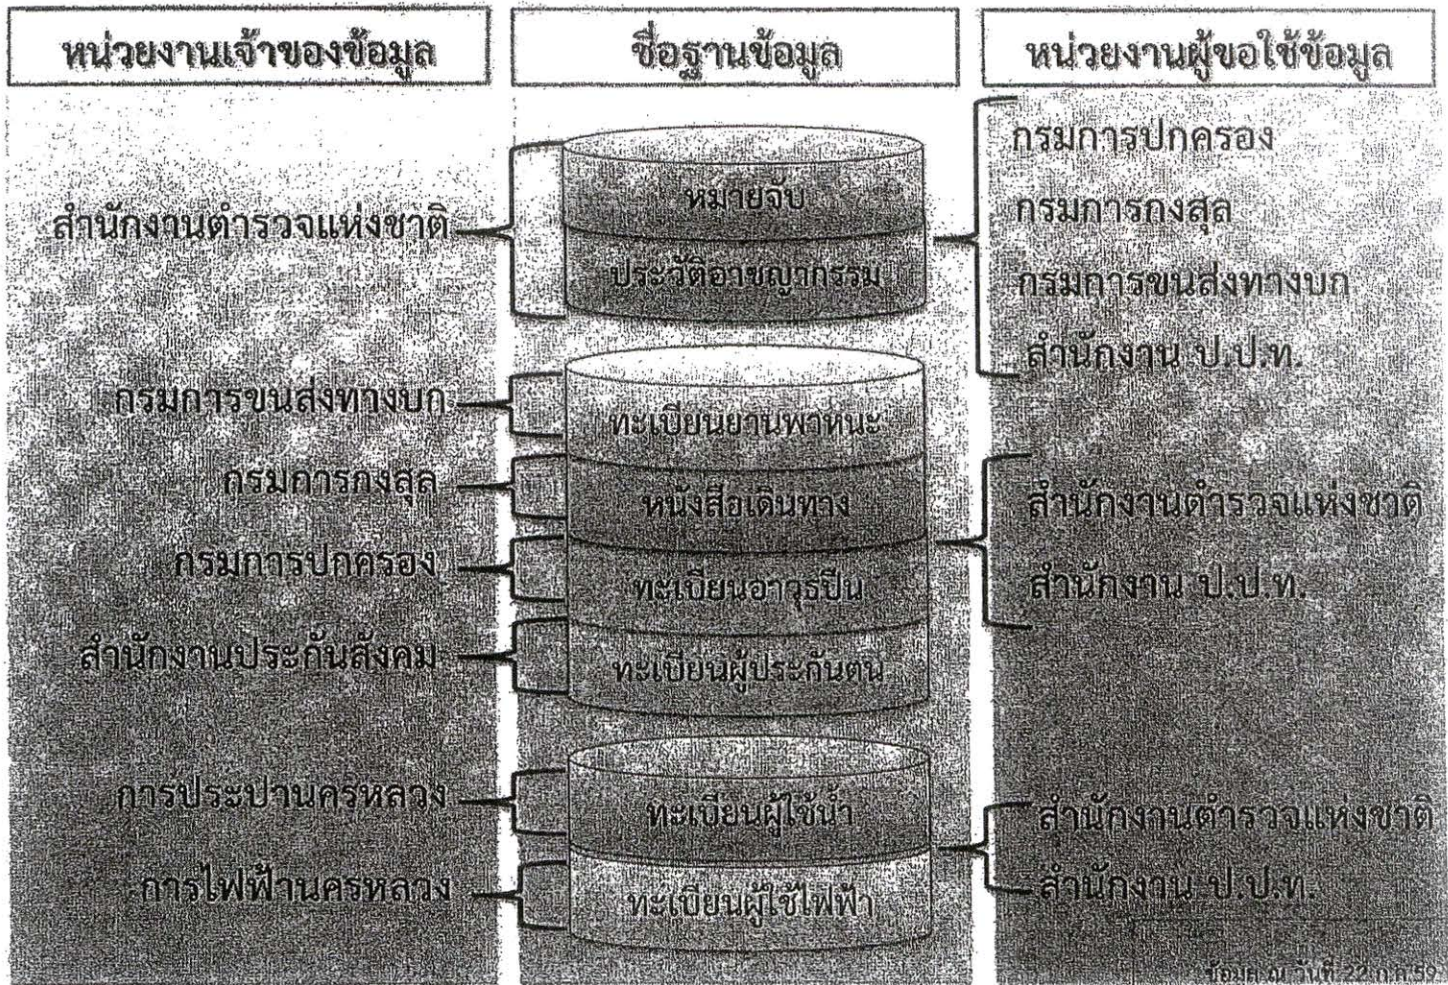 หน่วยงานเจ้าของข้อมูล
ชื่อฐานข้อมูล
หน่วยงานผู้ขอใช้ข้อมูล
สำนักงานตำรวจแห่งชาติ
หมายจับ
ประวัติอาชญากรรม
กรมการปกครอง
กรมการกงสุล
กรมการขนส่งทางบก
สำนักงาน ป.ป.ท.
กรมการขนส่งทางบก
กรมการกงสุล
กรมการปกครอง
สำนักงานประกันสังคม
ทะเบียนยานพาหนะ
หนังสือเดินทาง
ทะเบียนอาวุธปืน
ทะเบียนผู้ประกันตน
สำนักงานตำรวจแห่งชาติ
สำนักงาน ป.ป.ท.
การประปานครหลวง
การไฟฟ้านครหลวง
ทะเบียนผู้ใช้น้ำ
ทะเบียนผู้ใช้ไฟฟ้า
สำนักงานตำรวจแห่งชาติ
สำนักงาน ป.ป.ท.
ข้อมูล ณ วันที่ 22 ก.ค.59